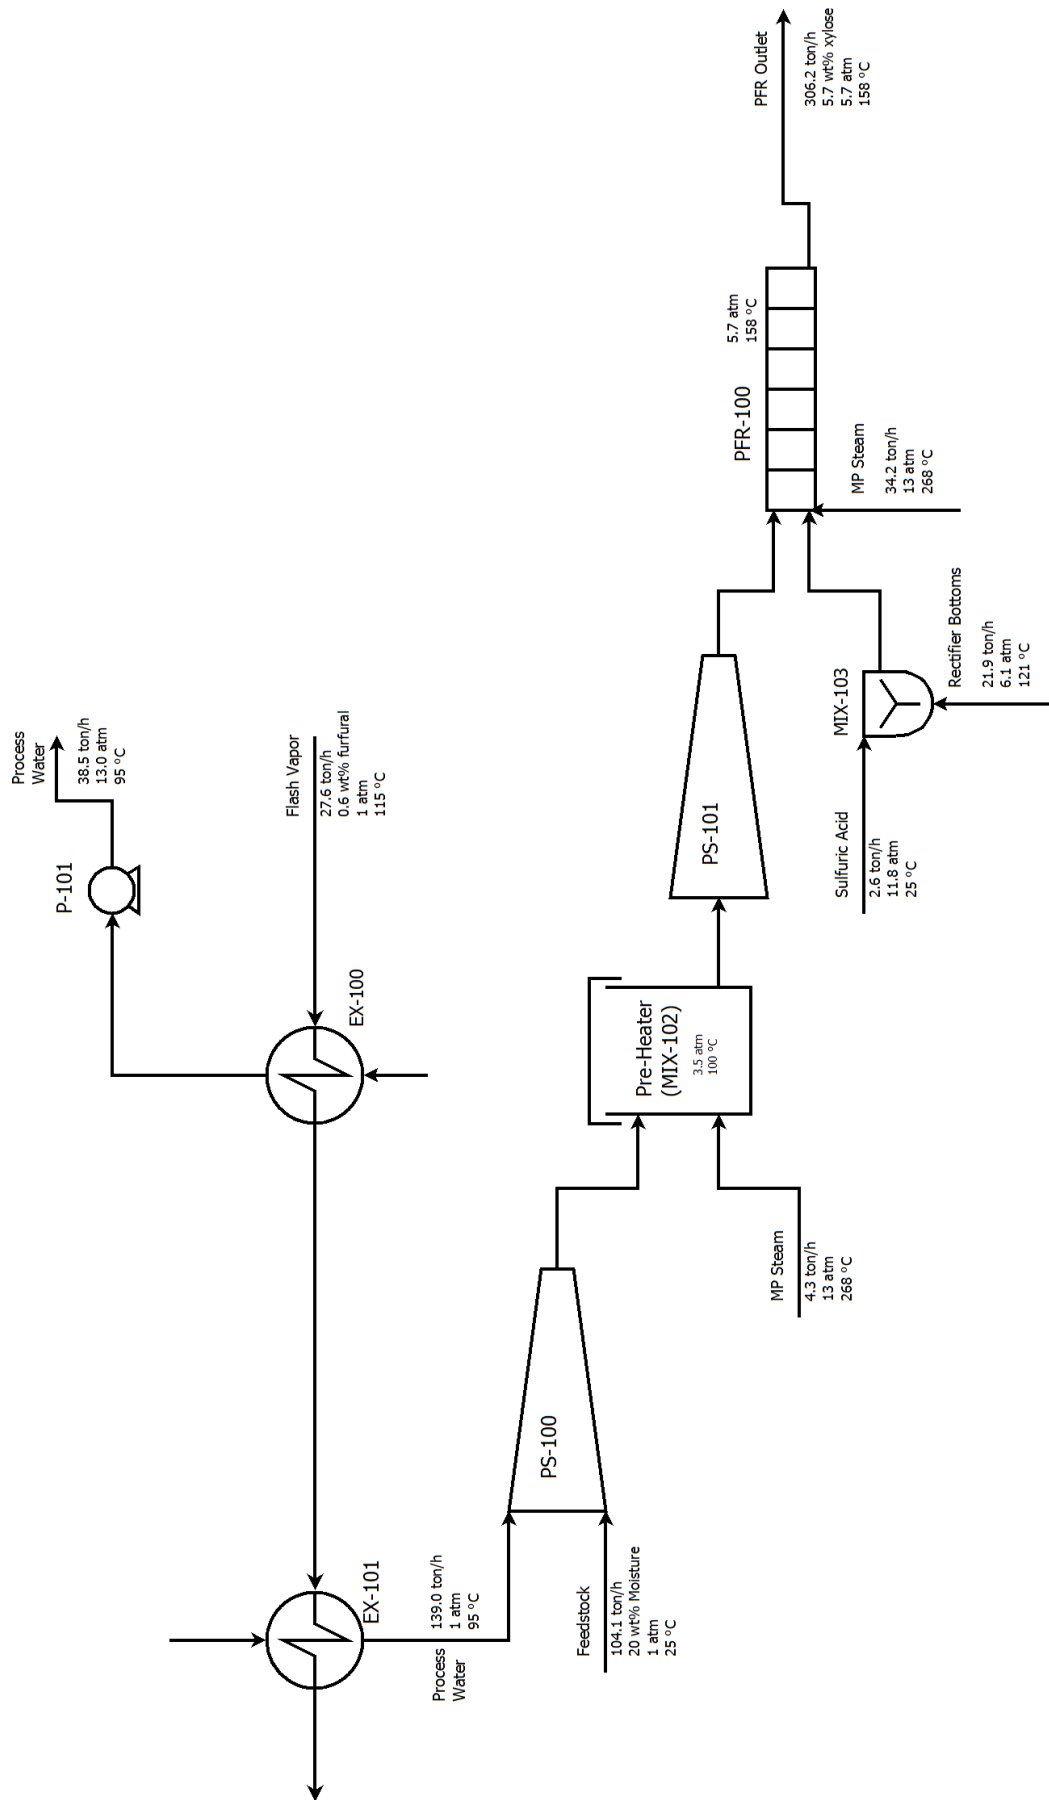 Process
Water
38.5 ton/h
13.0 atm
95 °C
P-101
Flash Vapor
27.6 ton/h
0.6 wt% furfural
1 atm
115 °C
EX-100
EX-101
139.0 ton/h
1 atm
95 °C
Process
Water
Feedstock
104.1 ton/h
20 wt% Moisture
1 atm
25 °C
PS-100
MP Steam
4.3 ton/h
13 atm
268 °C
Pre-Heater
(MIX-102)
3.5 atm
100 °C
PS-101
Sulfuric Acid
2.6 ton/h
11.8 atm
25 °C
MIX-103
Rectifier Bottoms
21.9 ton/h
6.1 atm
121 °C
MP Steam
34.2 ton/h
13 atm
268 °C
PFR-100
5.7 atm
158 °C
PFR Outlet
306.2 ton/h
5.7 wt% xylose
5.7 atm
158 °C